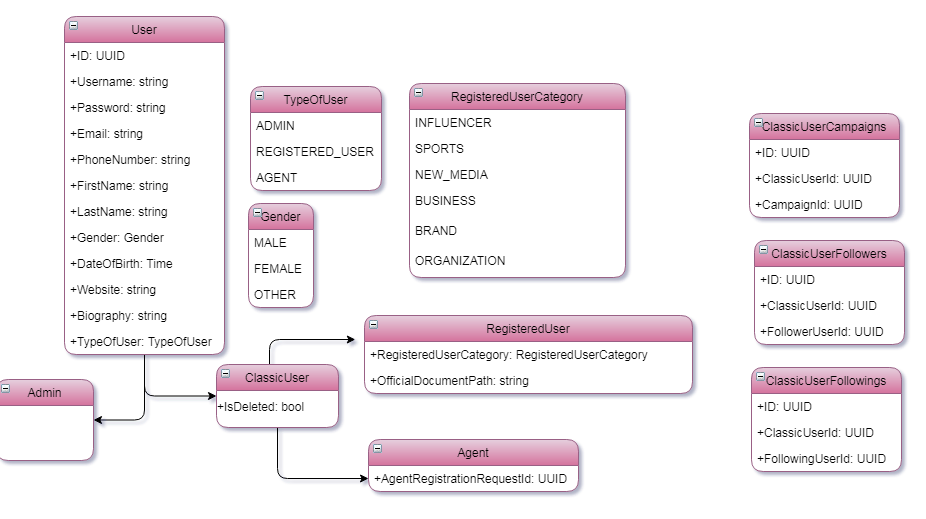 User
+ID: UUID
+Username: string
+Password: string
+Email: string
+PhoneNumber: string
+FirstName: string
+LastName: string
+Gender: Gender
+DateOfBirth: Time
+Website: string
+Biography: string
+TypeOfUser: TypeOfUser
TypeOfUser
ADMIN
REGISTERED_USER
AGENT
Gender
MALE
FEMALE
OTHER
RegisteredUserCategory
INFLUENCER
SPORTS
NEW_MEDIA
BUSINESS
BRAND
ORGANIZATION
ClassicUserCampaigns
+ID: UUID
+ClassicUserId: UUID
+CampaignId: UUID
ClassicUserFollowers
+ID: UUID
+ClassicUserId: UUID
+FollowerUserId: UUID
ClassicUserFollowings
+ID: UUID
+ClassicUserId: UUID
+FollowingUserId: UUID
RegisteredUser
+RegisteredUserCategory: RegisteredUserCategory
+OfficialDocumentPath: string
Admin
ClassicUser
+IsDeleted: bool
Agent
+AgentRegistrationRequestId: UUID